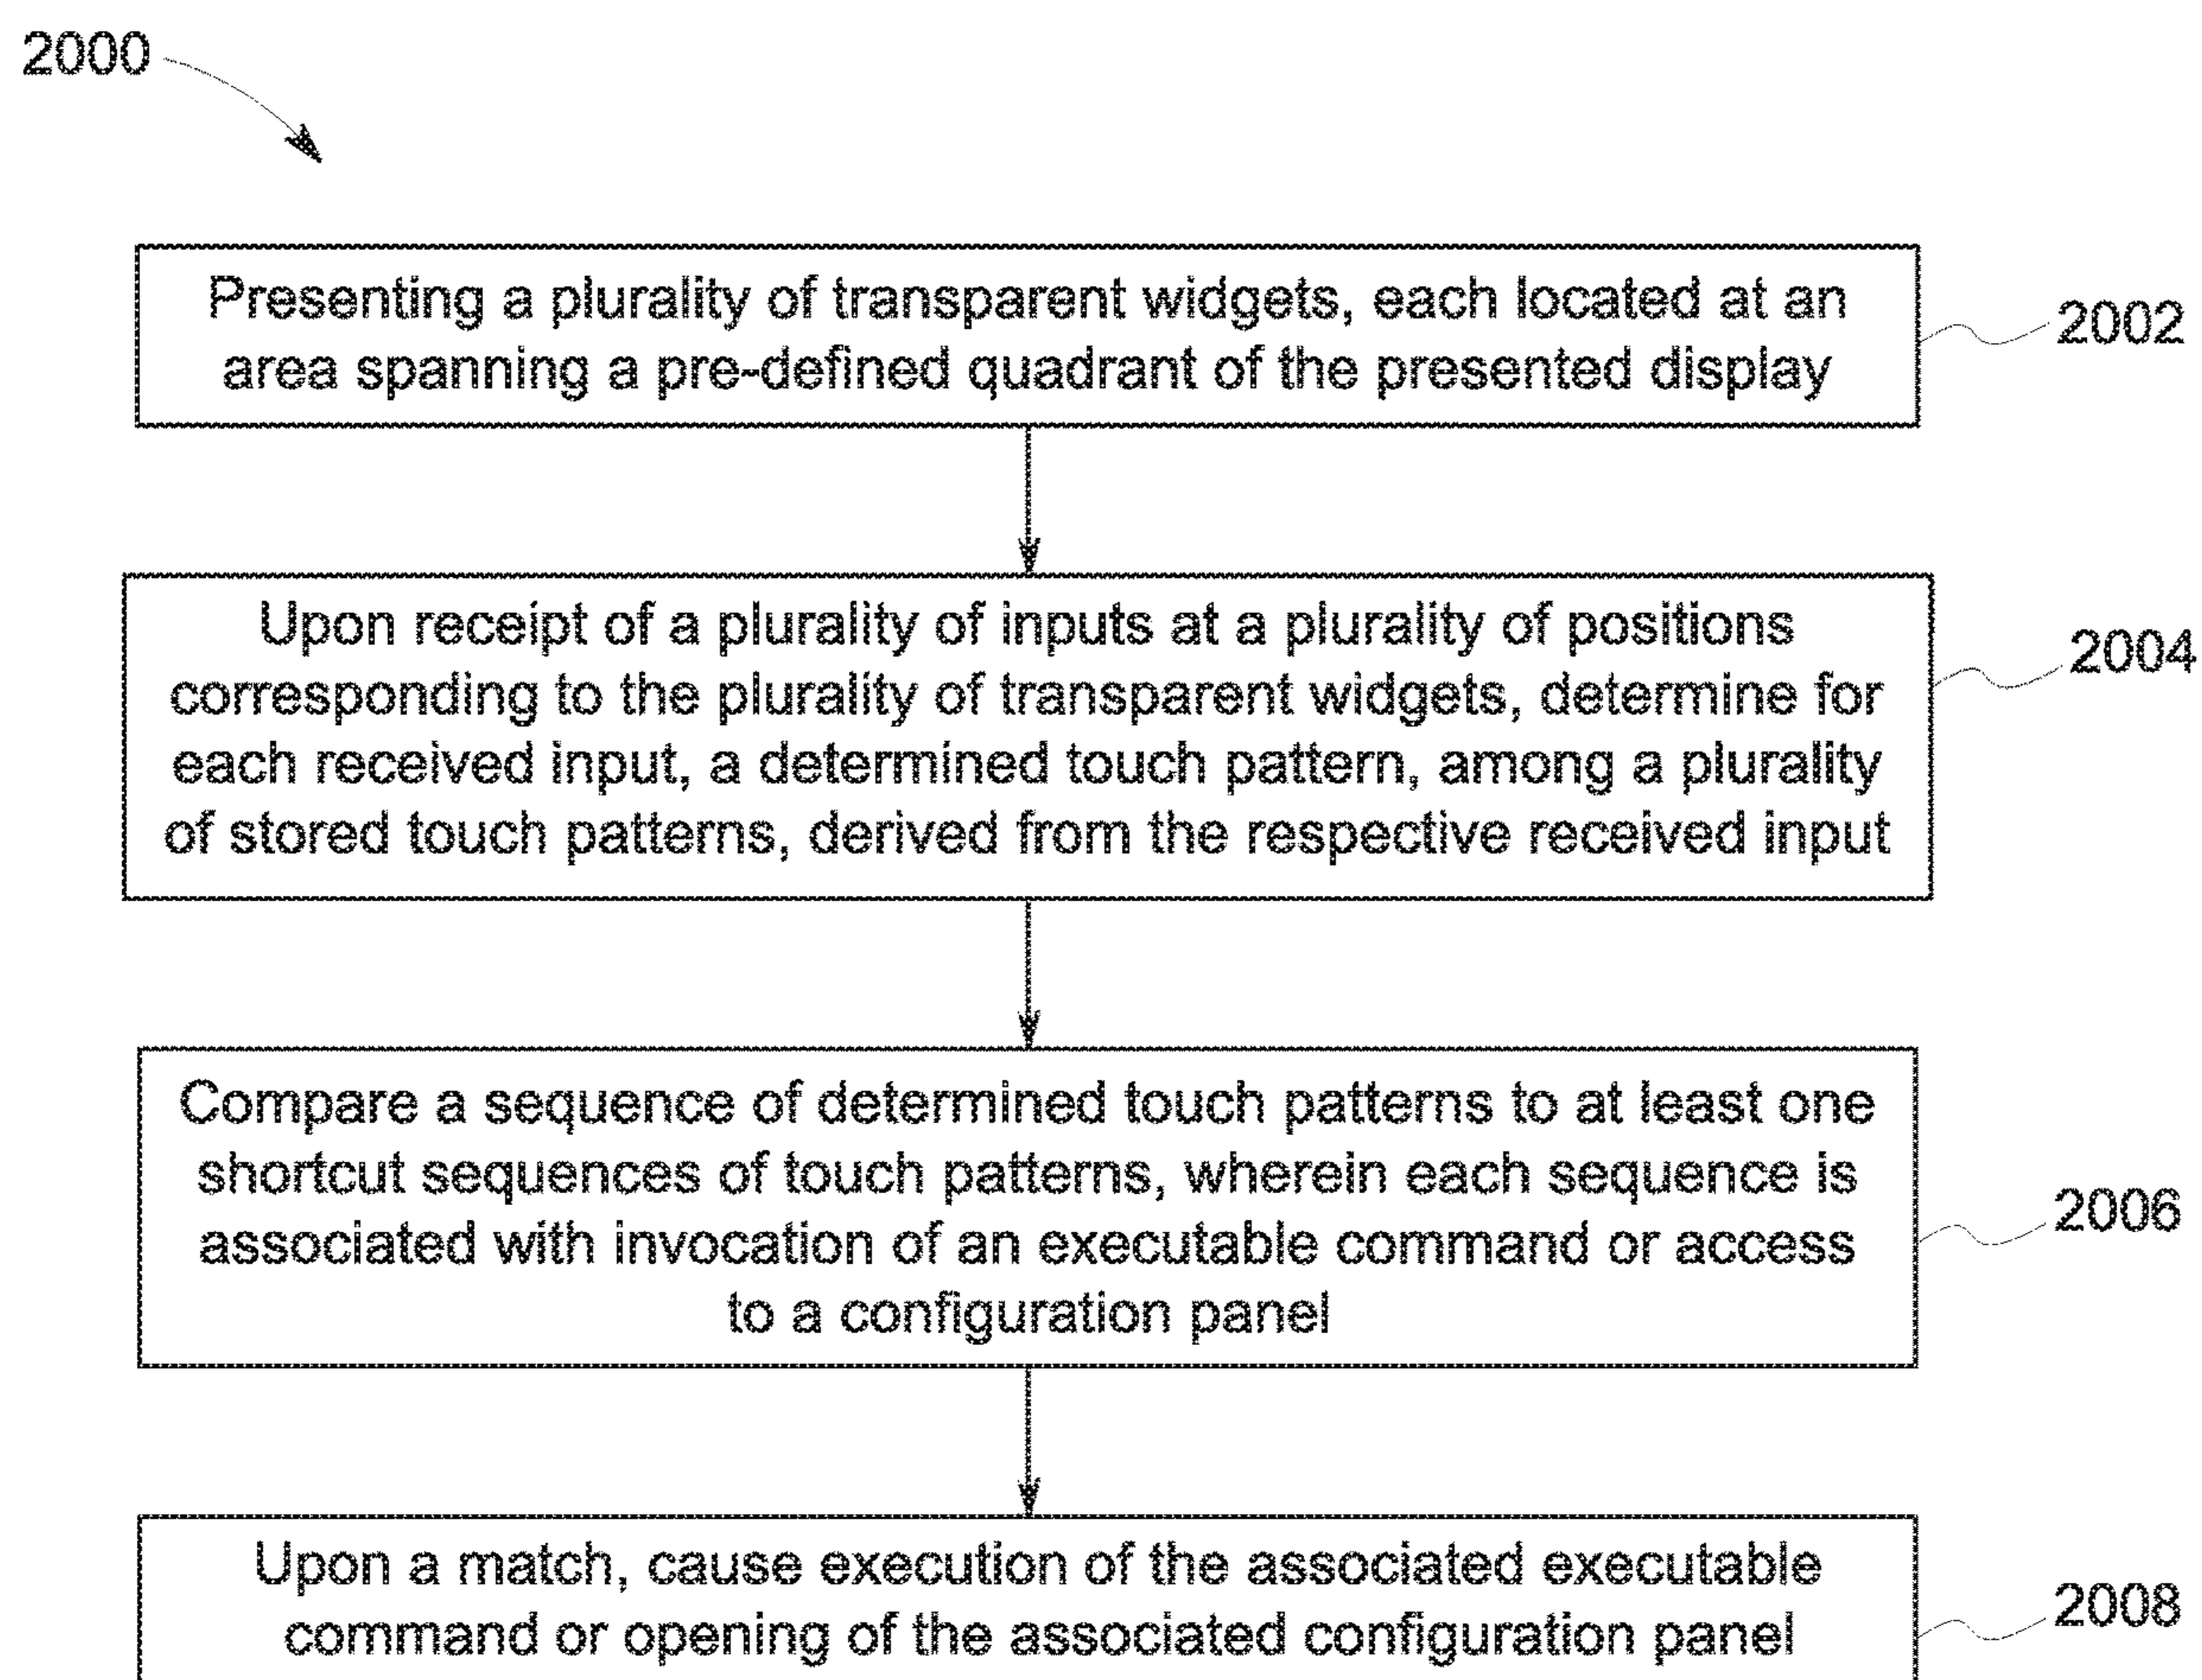 2000
Presenting a plurality of transparent widgets, each located at an
area spanning a pre-defined quadrant of the presented display
2002
Upon receipt of a plurality of inputs at a plurality of positions
corresponding to the plurality of transparent widgets, determine for
each received input, a determined touch pattern, among a plurality
of stored touch patterns, derived from the respective received input
2004
Compare a sequence of determined touch patterns to at least one
shortcut sequences of touch patterns, wherein each sequence is
associated with invocation of an executable command or access
to a configuration panel
2006
Upon a match, cause execution of the associated executable
command or opening of the associated configuration panel
2008